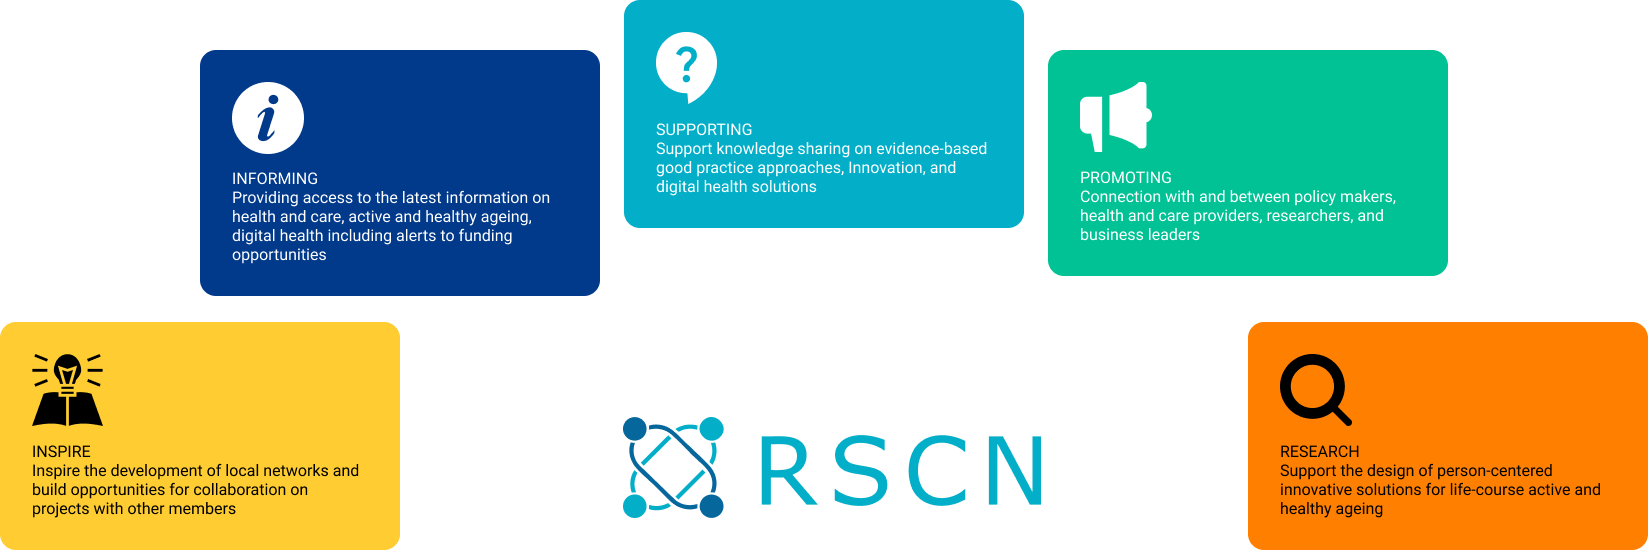 INSPIRE
Inspire the development of local networks and
build opportunities for collaboration on
projects with other members
INFORMING
Providing access to the latest information on
health and care, active and healthy ageing,
digital health including alerts to funding
opportunities
SUPPORTING
Support knowledge sharing on evidence-based
good practice approaches, Innovation, and
digital health solutions
PROMOTING
Connection with and between policy makers,
health and care providers, researchers, and
business leaders
RESEARCH
Support the design of person-centered
innovative solutions for life-course active and
healthy ageing
RSCN